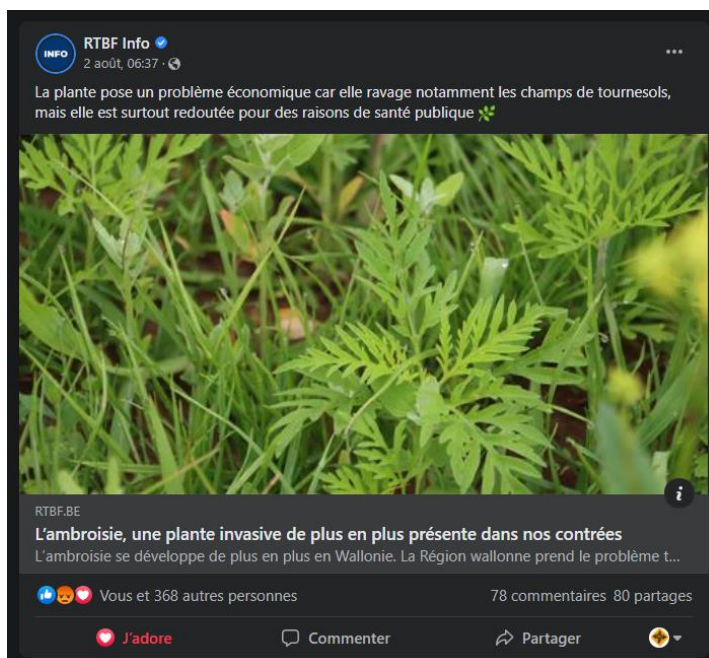 INFO
RTBF Info
2 août, 06:37 ·
La plante pose un problème économique car elle ravage notamment les champs de tournesols,
mais elle est surtout redoutée pour des raisons de santé publique 🌿
i
RTBF.BE
L'ambroisie, une plante invasive de plus en plus présente dans nos contrées
L'ambroisie se développe de plus en plus en Wallonie. La Région wallonne prend le problème t...
Vous et 368 autres personnes 78 commentaires 80 partages
J'adore Commenter Partager